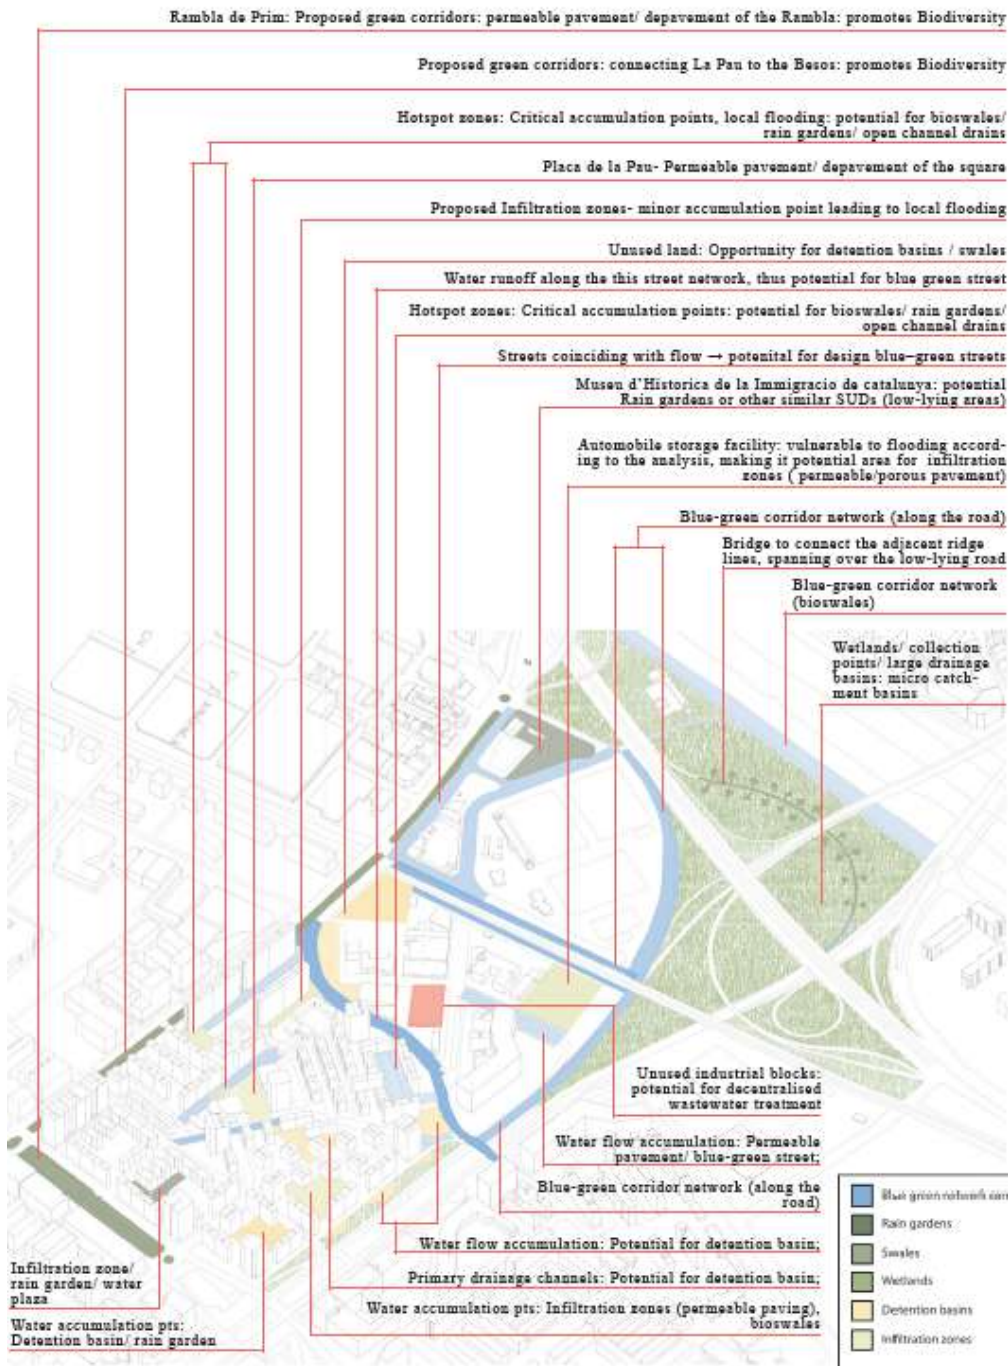 Rambla de Prim: Proposed green corridors: permeable pavement/ depavement of the Rambla: promotes Biodiversity
Proposed green corridors: connecting La Pau to the Besos: promotes Biodiversity
Hotspot zones: Critical accumulation points, local flooding: potential for bioswales/
rain gardens/ open channel drains
Placa de la Pau- Permeable pavement/ depavement of the square
Proposed Infiltration zones- minor accumulation point leading to local flooding
Unused land: Opportunity for detention basins / swales
Water runoff along the this street network, thus potential for blue green street
Hotspot zones: Critical accumulation points: potential for bioswales/ rain gardens/
open channel drains
Streets coinciding with flow → potenital for design blue–green streets
Museu d'Historica de la Immigracio de catalunya: potential
Rain gardens or other similar SUDs (low-lying areas)
Automobile storage facility: vulnerable to flooding accord-
ing to the analysis, making it potential area for infiltration
zones ( permeable/porous pavement)
Blue-green corridor network (along the road)
Bridge to connect the adjacent ridge
lines, spanning over the low-lying road
Blue-green corridor network
(bioswales)
Wetlands/ collection
points/ large drainage
basins: micro catch-
ment basins
Unused industrial blocks:
potential for decentralised
wastewater treatment
Water flow accumulation: Permeable
pavement/ blue-green street;
Blue-green corridor network (along the
road)
Water flow accumulation: Potential for detention basin;
Primary drainage channels: Potential for detention basin;
Water accumulation pts: Infiltration zones (permeable paving),
bioswales
Infiltration zone/
rain garden/ water
plaza
Water accumulation pts:
Detention basin/ rain garden
Blue green network
Rain gardens
Swales
Wetlands
Detention basins
Infiltration zones